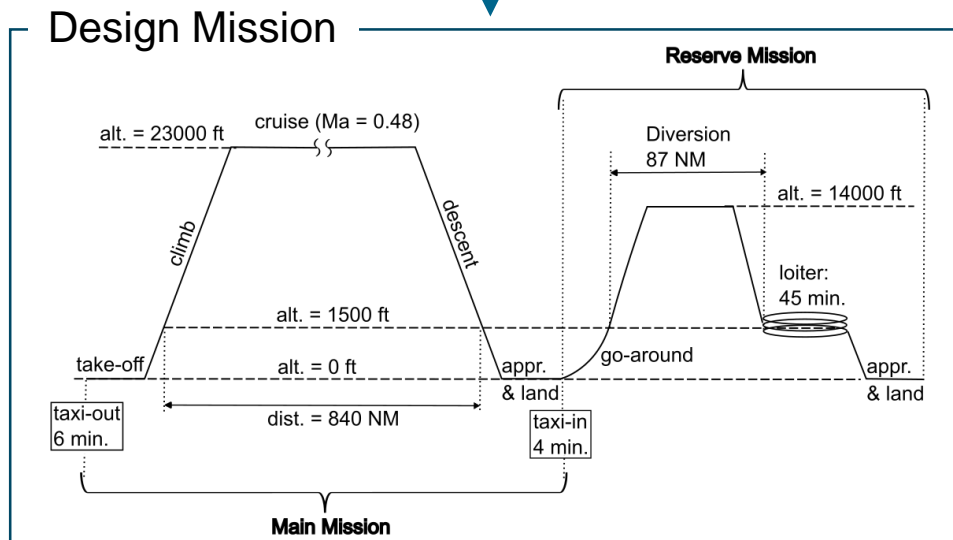 Design Mission
Reserve Mission
cruise (Ma = 0.48)
alt. = 23000 ft
Diversion
87 NM
alt. = 14000 ft
climb
descent
loiter:
45 min.
alt. = 1500 ft
go-around
take-off
alt. = 0 ft
appr.
& land
appr.
& land
taxi-out
6 min.
dist. = 840 NM
taxi-in
4 min.
Main Mission